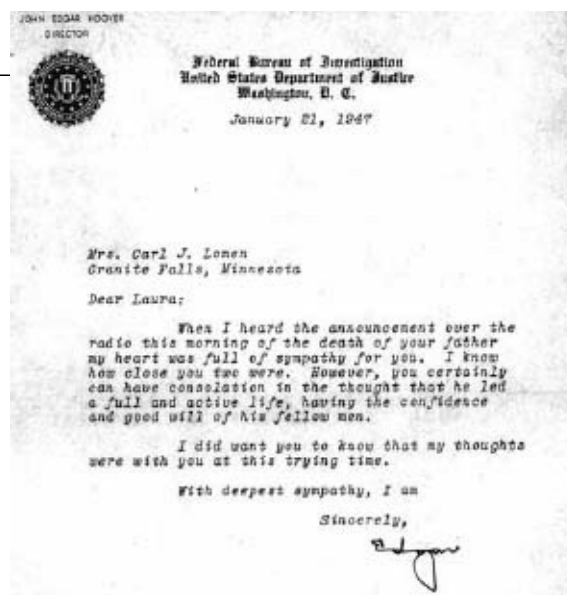 JOHN EDGAR HOOVER
DIRECTOR
Federal Bureau of Investigation
United States Department of Justice
Washington, D. C.
January 21, 1947
Mrs. Carl J. Lomen
Granite Falls, Minnesota
Dear Laura:
When I heard the announcement over the
radio this morning of the death of your father
my heart was full of sympathy for you. I know
how close you two were. However, you certainly
can have consolation in the thought that he led
a full and active life, having the confidence
and good will of his fellow men.
I did want you to know that my thoughts
were with you at this trying time.
With deepest sympathy, I am
Sincerely,
Edgar